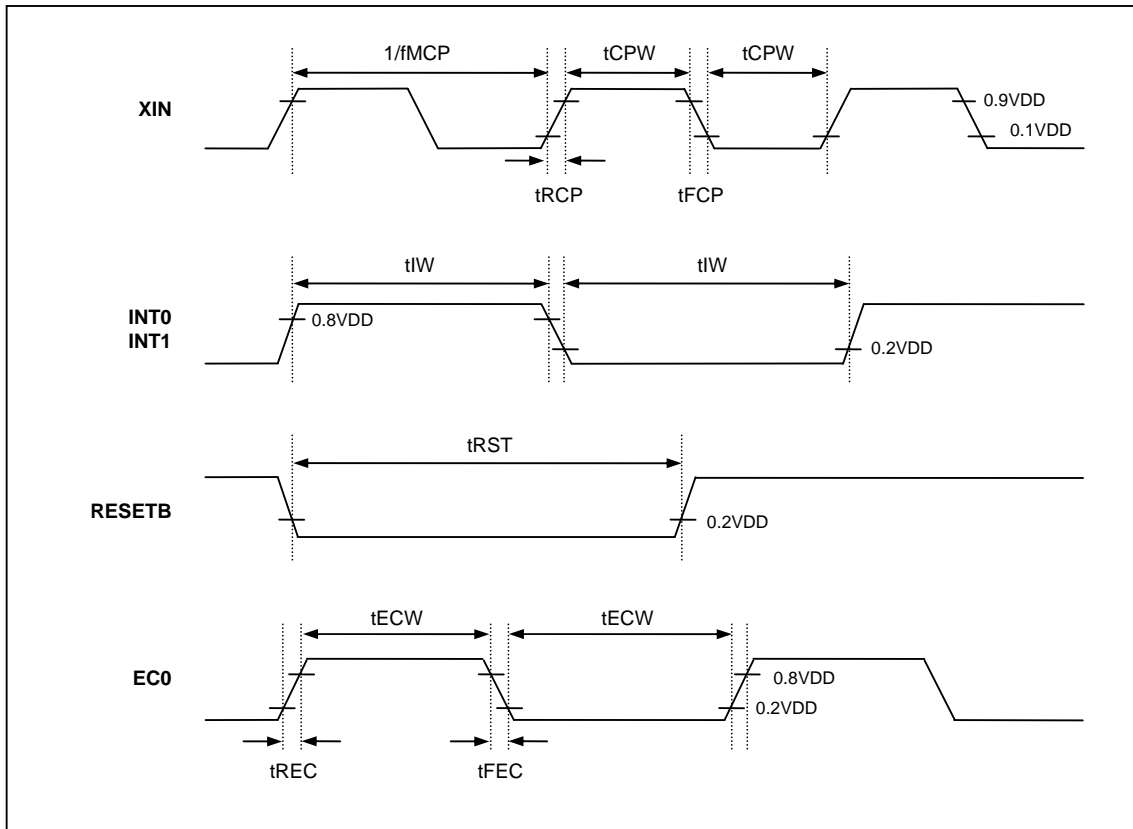 1/fMCP tCPW tCPW
XIN
0.9VDD
0.1VDD
tRCP tFCP
tIW tIW
INT0
INT1
0.8VDD
0.2VDD
tRST
RESETB
0.2VDD
tECW tECW
EC0
0.8VDD
0.2VDD
tREC tFEC